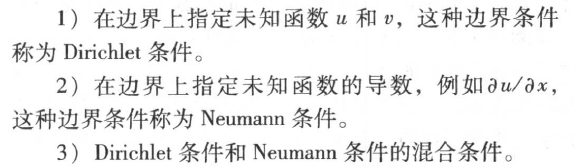 1）在边界上指定未知函数 u 和 v，这种边界条件
称为 Dirichlet 条件。
2）在边界上指定未知函数的导数，例如∂u/∂x，
这种边界条件称为 Neumann 条件。
3）Dirichlet 条件和 Neumann 条件的混合条件。